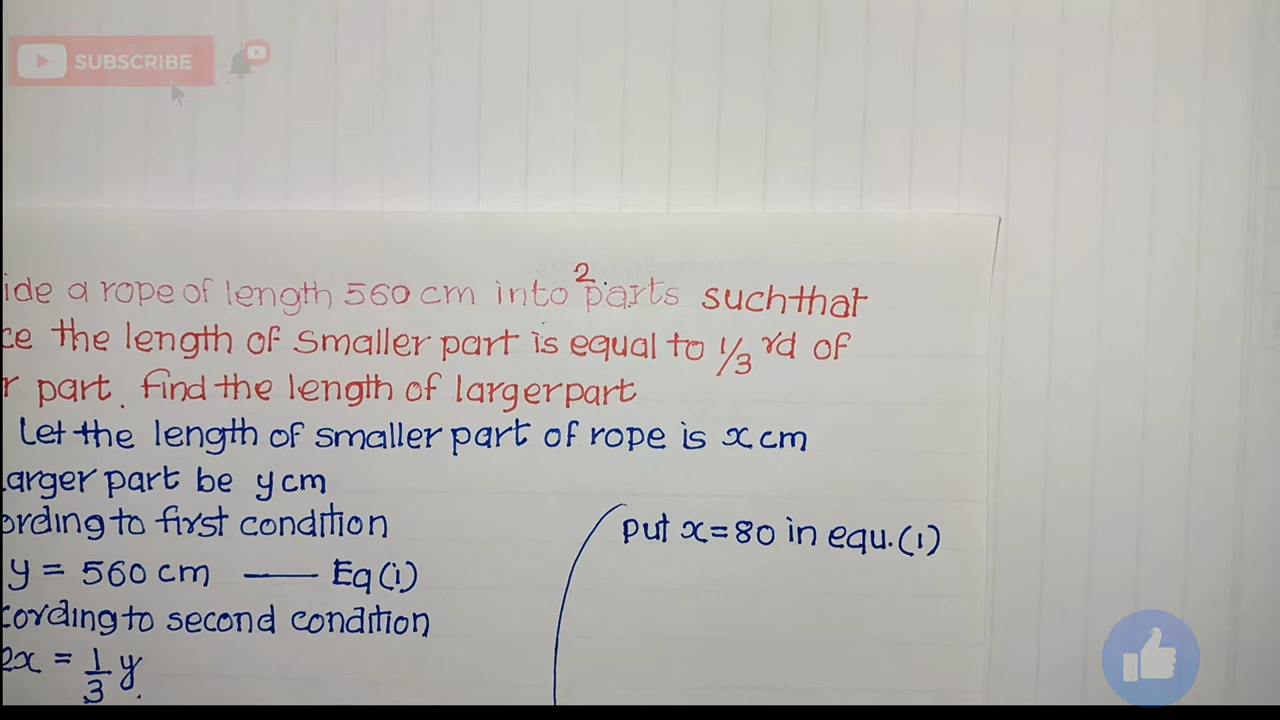 SUBSCRIBE
ide a rope of length 560 cm into 2 parts such that
ce the length of smaller part is equal to 1/3 rd of
r part. find the length of larger part
Let the length of smaller part of rope is x cm
arger part be y cm
ording to first condition
y = 560 cm —— Eq (1)
cording to second condition
2x = 1/3 y
put x = 80 in equ. (1)